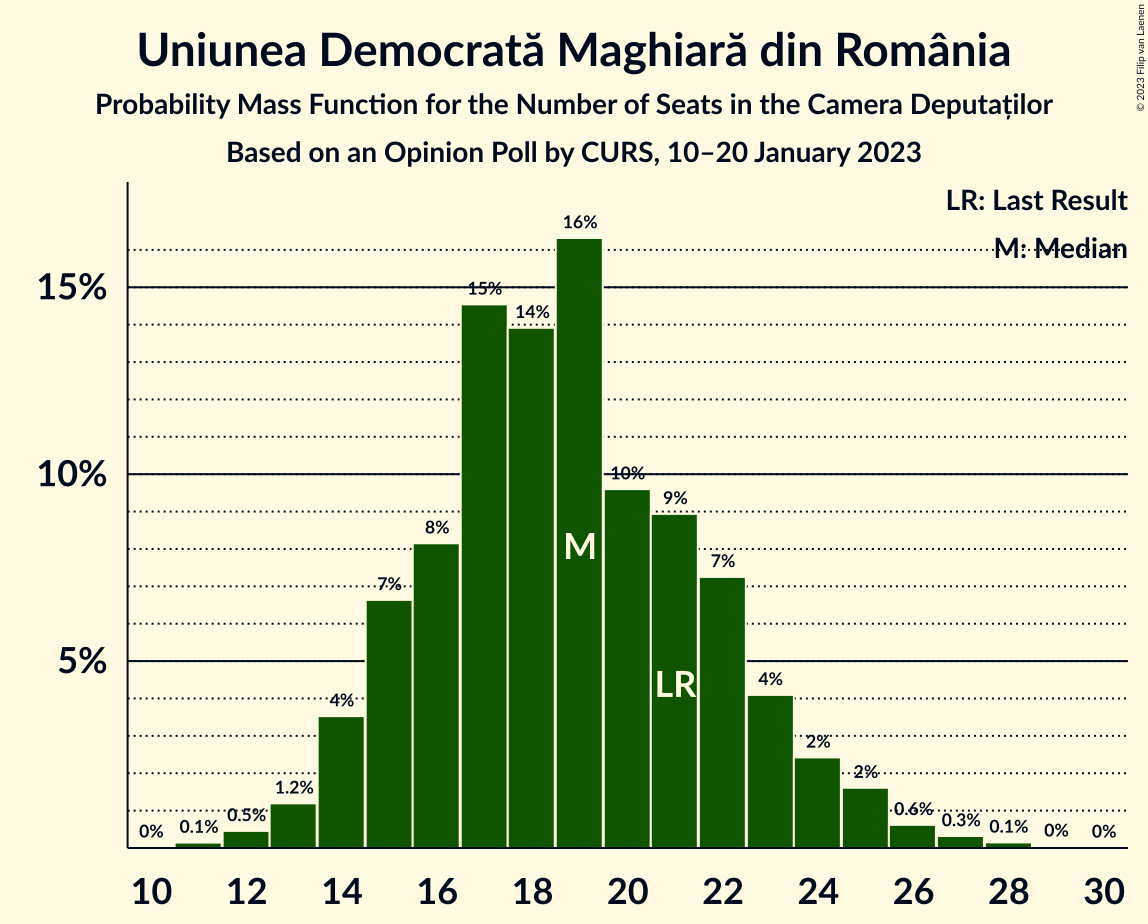 Uniunea Democrată Maghiară din România
Probability Mass Function for the Number of Seats in the Camera Deputaților
Based on an Opinion Poll by CURS, 10–20 January 2023
© 2023 Filip van Laenen
LR: Last Result
M: Median
15%
10%
5%
0%
0.1%
0.5%
1.2%
4%
7%
8%
15%
14%
16%
10%
9%
7%
4%
2%
2%
0.6%
0.3%
0.1%
0%
0%
M
LR
10 12 14 16 18 20 22 24 26 28 30